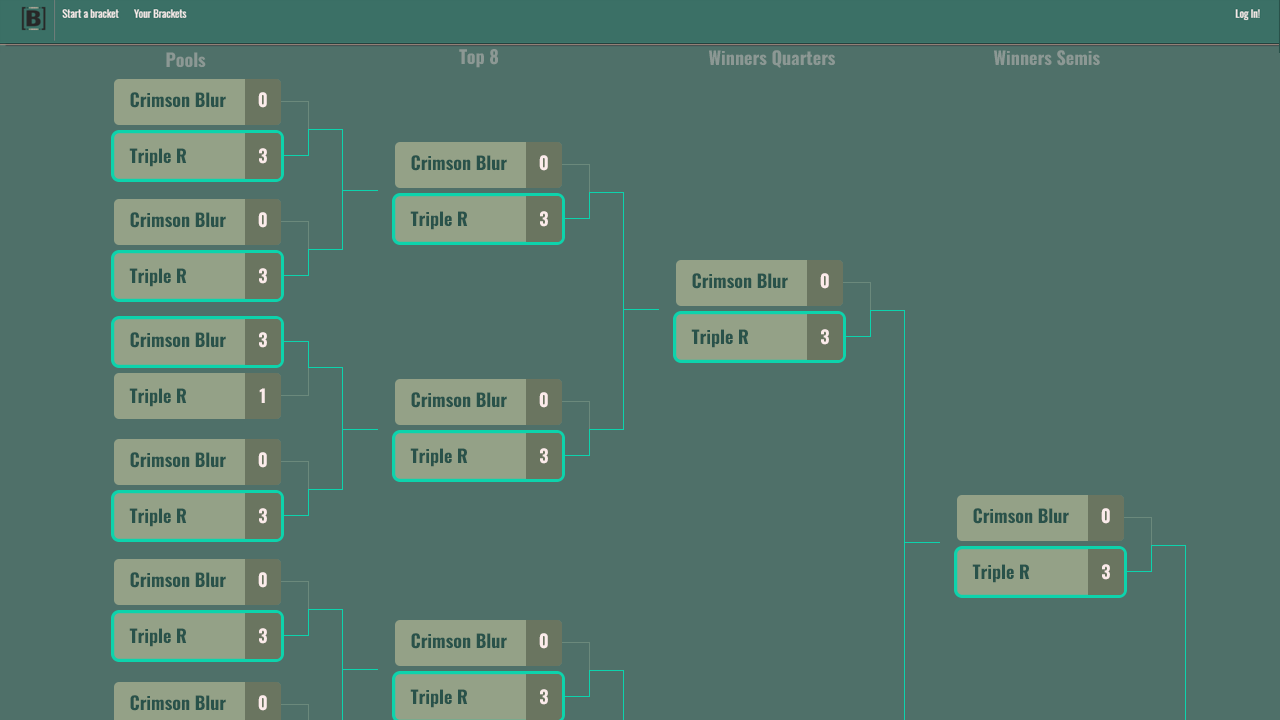 [B]
Start a bracket
Your Brackets
Log In!
Pools
Top 8
Winners Quarters
Winners Semis
Crimson Blur 0
Triple R 3
Crimson Blur 0
Triple R 3
Crimson Blur 3
Triple R 1
Crimson Blur 0
Triple R 3
Crimson Blur 0
Triple R 3
Crimson Blur 0
Crimson Blur 0
Triple R 3
Crimson Blur 0
Triple R 3
Crimson Blur 0
Triple R 3
Crimson Blur 0
Triple R 3
Crimson Blur 0
Triple R 3